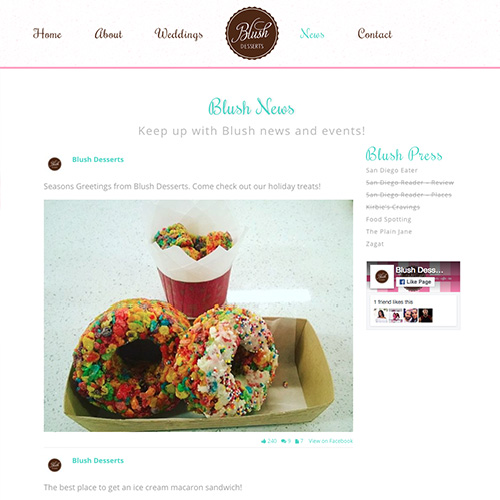 Home About Weddings Blush DESSERTS News Contact
Blush News
Keep up with Blush news and events!
Blush Desserts
Seasons Greetings from Blush Desserts. Come check out our holiday treats!
240 9 7 View on Facebook
Blush Desserts
The best place to get an ice cream macaron sandwich!
Blush Press
San Diego Eater
San Diego Reader – Review
San Diego Reader – Places
Kirbie's Cravings
Food Spotting
The Plain Jane
Zagat
Blush Dess...
Like Page
1 friend likes this